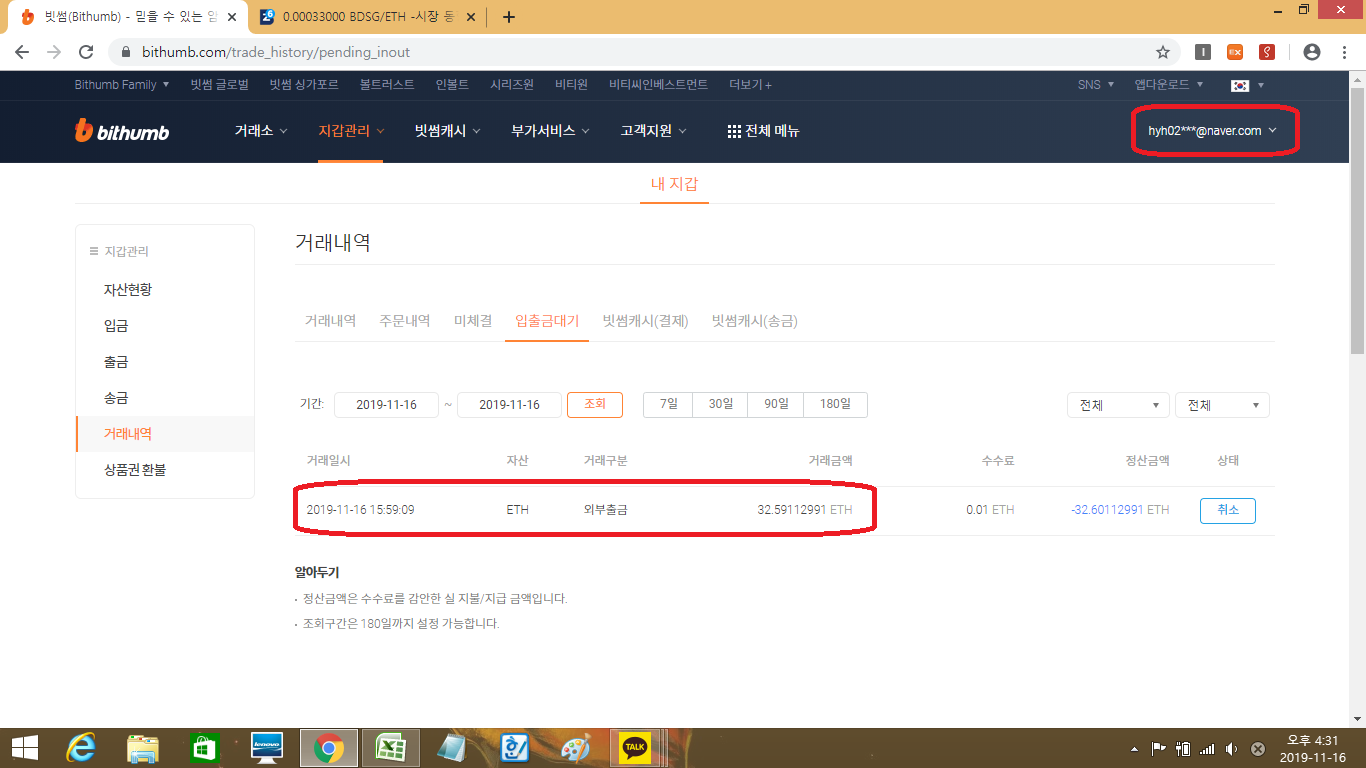 빗썸(Bithumb) - 믿을 수 있는 암
0.00033000 BDSG/ETH -시장 동
bithumb.com/trade_history/pending_inout
Bithumb Family 빗썸 글로벌 빗썸 싱가포르 볼트러스트 인볼트 시리즈원 비티원 비티씨인베스트먼트 더보기 + SNS 앱다운로드
bithumb 거래소 지갑관리 빗썸캐시 부가서비스 고객지원 전체 메뉴 hyh02***@naver.com
내 지갑
지갑관리
자산현황
입금
출금
송금
거래내역
상품권 환불
거래내역
거래내역 주문내역 미체결 입출금대기 빗썸캐시(결제) 빗썸캐시(송금)
기간: 2019-11-16 ~ 2019-11-16 조회 7일 30일 90일 180일 전체 전체
거래일시 자산 거래구분 거래금액 수수료 정산금액 상태
2019-11-16 15:59:09 ETH 외부출금 32.59112991 ETH 0.01 ETH -32.60112991 ETH 취소
알아두기
· 정산금액은 수수료를 감안한 실 지불/지급 금액입니다.
· 조회구간은 180일까지 설정 가능합니다.
lenovo
TALK
오후 4:31
2019-11-16